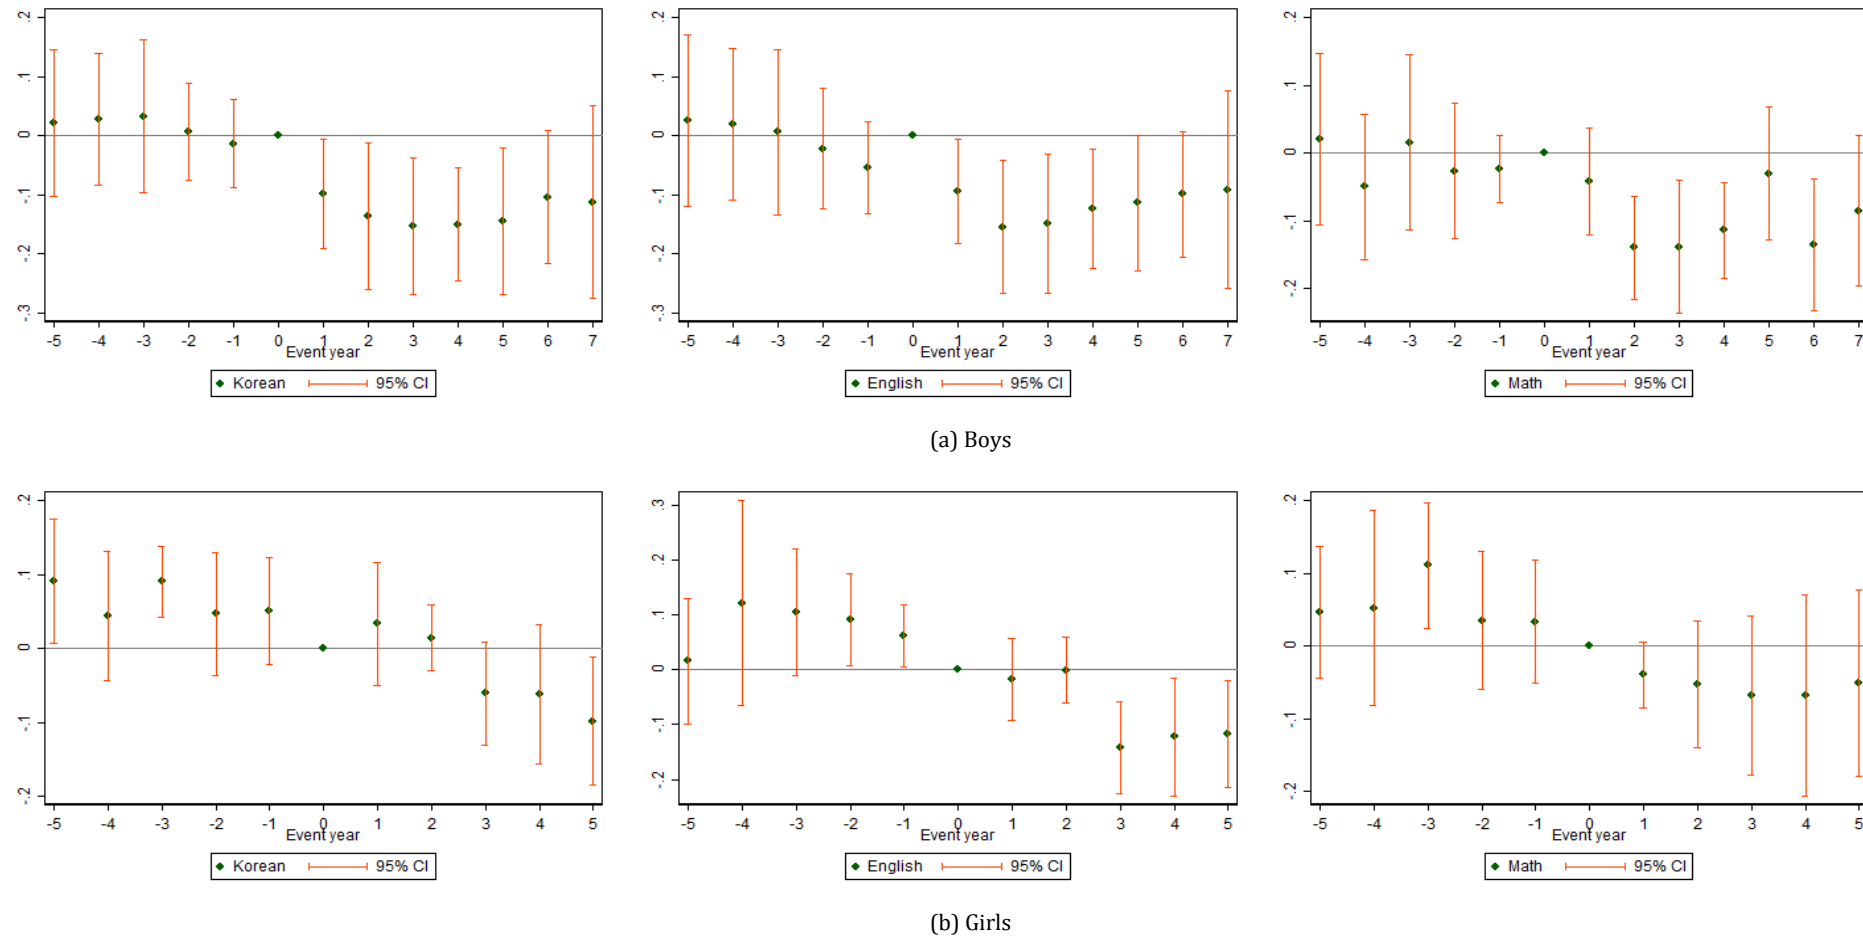 .2
.1
0
-.1
-.2
-.3
-5 -4 -3 -2 -1 0 1 2 3 4 5 6 7
Event year
Korean 95% CI
.2
.1
0
-.1
-.2
-.3
-5 -4 -3 -2 -1 0 1 2 3 4 5 6 7
Event year
English 95% CI
.2
.1
0
-.1
-.2
-5 -4 -3 -2 -1 0 1 2 3 4 5 6 7
Event year
Math 95% CI
(a) Boys
.2
.1
0
-.1
-.2
-5 -4 -3 -2 -1 0 1 2 3 4 5
Event year
Korean 95% CI
.3
.2
.1
0
-.1
-.2
-5 -4 -3 -2 -1 0 1 2 3 4 5
Event year
English 95% CI
.2
.1
0
-.1
-.2
-5 -4 -3 -2 -1 0 1 2 3 4 5
Event year
Math 95% CI
(b) Girls